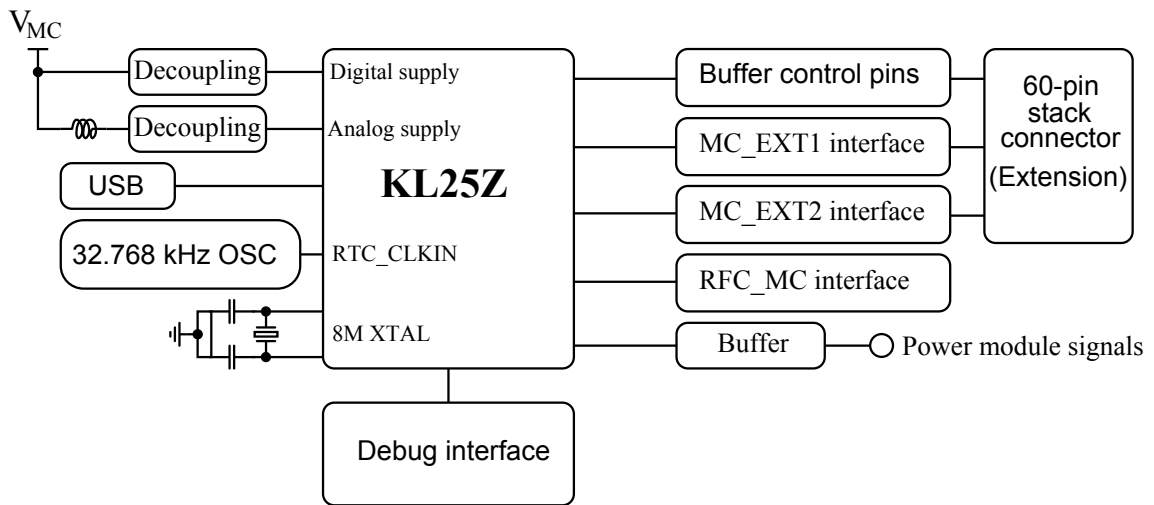 VMC
Decoupling
Digital supply
Buffer control pins
60-pin
stack
connector
(Extension)
Decoupling
Analog supply
MC_EXT1 interface
USB
KL25Z
MC_EXT2 interface
32.768 kHz OSC
RTC_CLKIN
RFC_MC interface
8M XTAL
Buffer
Power module signals
Debug interface